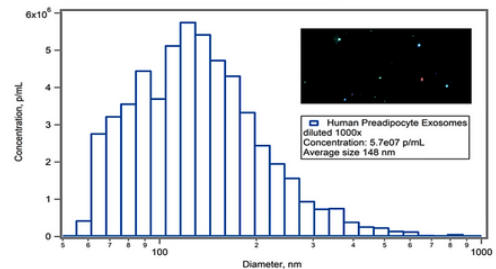 6x10⁶
5
4
3
2
1
0
Concentration, p/mL
Human Preadipocyte Exosomes
diluted 1000x
Concentration: 5.7e07 p/mL
Average size 148 nm
5 6 7 8 9 100 2 3 4 5 6 7 8 9 1000
Diameter, nm